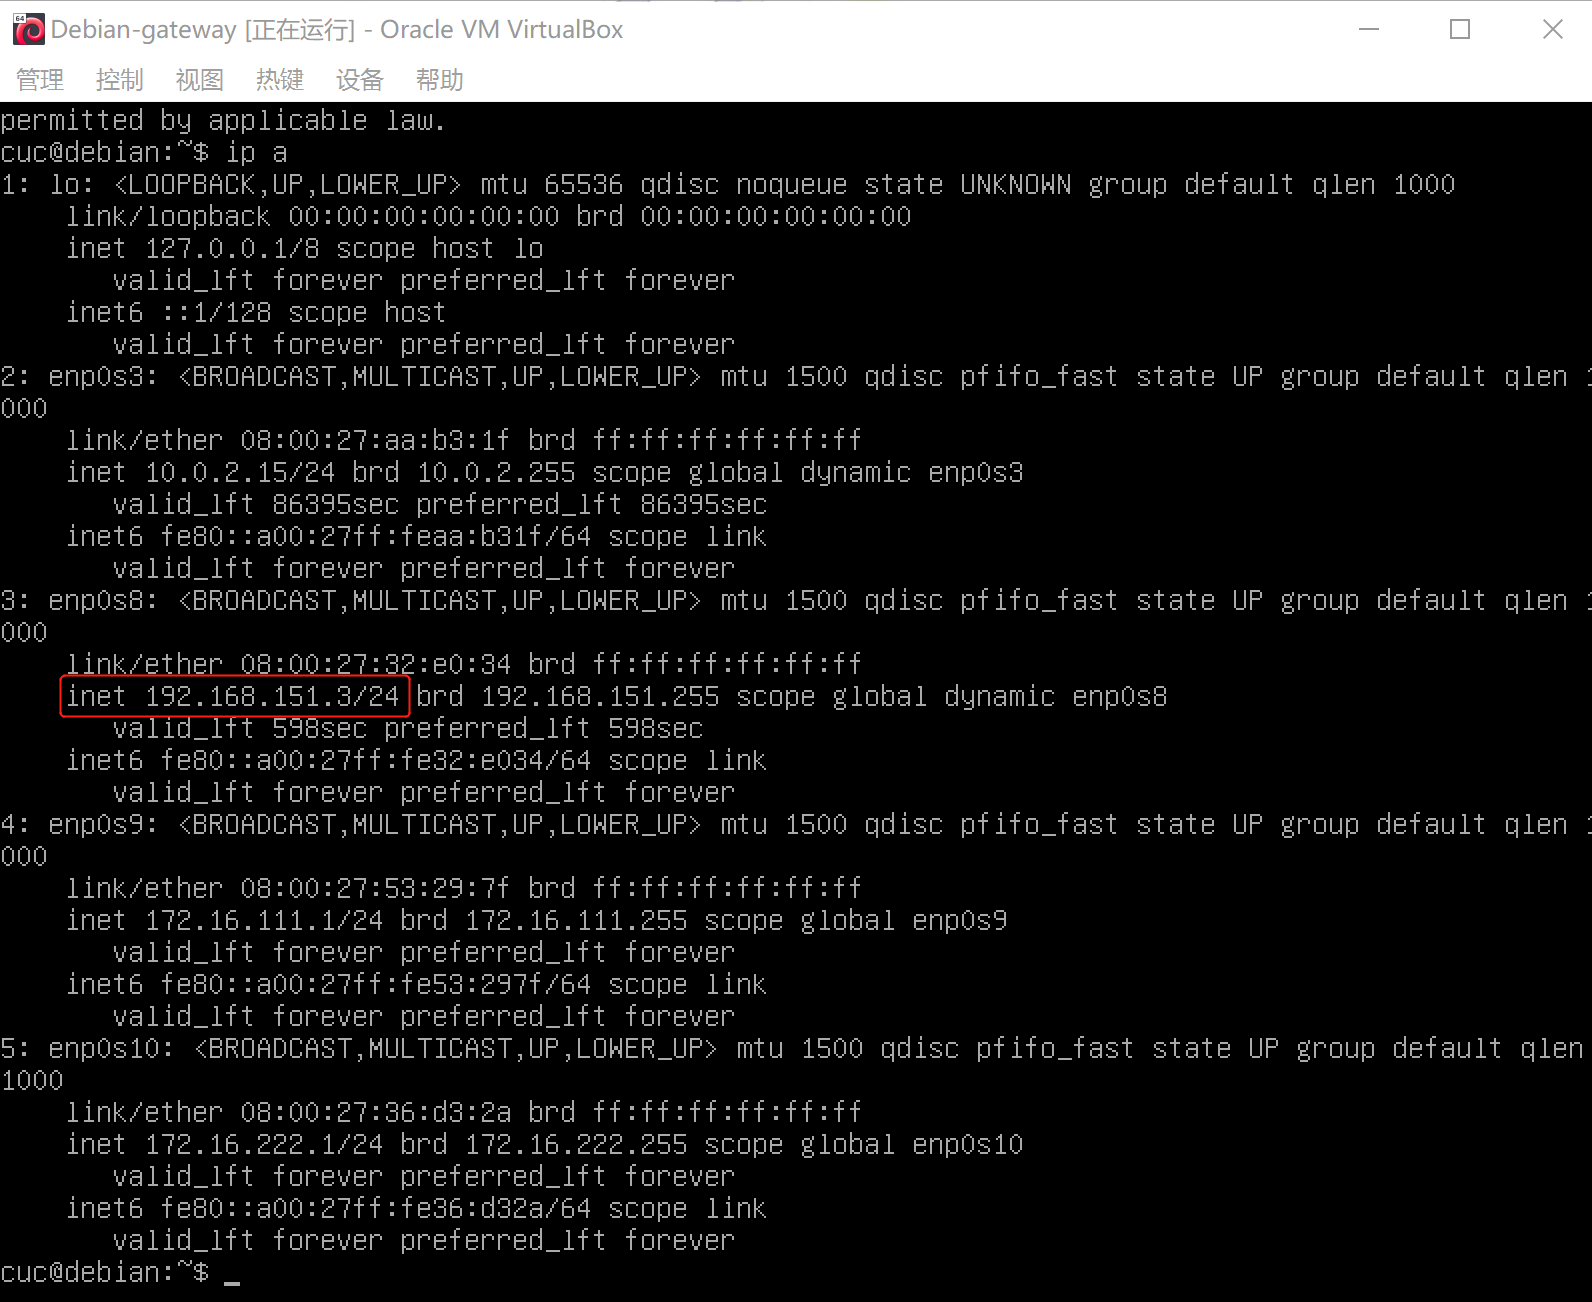 Debian-gateway [正在运行] - Oracle VM VirtualBox
管理 控制 视图 热键 设备 帮助
permitted by applicable law.
cuc@debian:~$ ip a
1: lo: <LOOPBACK,UP,LOWER_UP> mtu 65536 qdisc noqueue state UNKNOWN group default qlen 1000
    link/loopback 00:00:00:00:00:00 brd 00:00:00:00:00:00
    inet 127.0.0.1/8 scope host lo
       valid_lft forever preferred_lft forever
    inet6 ::1/128 scope host
       valid_lft forever preferred_lft forever
2: enp0s3: <BROADCAST,MULTICAST,UP,LOWER_UP> mtu 1500 qdisc pfifo_fast state UP group default qlen 1
000
    link/ether 08:00:27:aa:b3:1f brd ff:ff:ff:ff:ff:ff
    inet 10.0.2.15/24 brd 10.0.2.255 scope global dynamic enp0s3
       valid_lft 86395sec preferred_lft 86395sec
    inet6 fe80::a00:27ff:feaa:b31f/64 scope link
       valid_lft forever preferred_lft forever
3: enp0s8: <BROADCAST,MULTICAST,UP,LOWER_UP> mtu 1500 qdisc pfifo_fast state UP group default qlen 1
000
    link/ether 08:00:27:32:e0:34 brd ff:ff:ff:ff:ff:ff
    inet 192.168.151.3/24 brd 192.168.151.255 scope global dynamic enp0s8
       valid_lft 598sec preferred_lft 598sec
    inet6 fe80::a00:27ff:fe32:e034/64 scope link
       valid_lft forever preferred_lft forever
4: enp0s9: <BROADCAST,MULTICAST,UP,LOWER_UP> mtu 1500 qdisc pfifo_fast state UP group default qlen 1
000
    link/ether 08:00:27:53:29:7f brd ff:ff:ff:ff:ff:ff
    inet 172.16.111.1/24 brd 172.16.111.255 scope global enp0s9
       valid_lft forever preferred_lft forever
    inet6 fe80::a00:27ff:fe53:297f/64 scope link
       valid_lft forever preferred_lft forever
5: enp0s10: <BROADCAST,MULTICAST,UP,LOWER_UP> mtu 1500 qdisc pfifo_fast state UP group default qlen
1000
    link/ether 08:00:27:36:d3:2a brd ff:ff:ff:ff:ff:ff
    inet 172.16.222.1/24 brd 172.16.222.255 scope global enp0s10
       valid_lft forever preferred_lft forever
    inet6 fe80::a00:27ff:fe36:d32a/64 scope link
       valid_lft forever preferred_lft forever
cuc@debian:~$ _